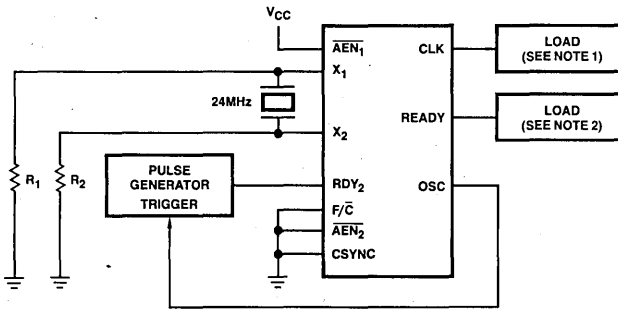 VCC
AEN1
CLK
LOAD
(SEE NOTE 1)
X1
24MHz
READY
LOAD
(SEE NOTE 2)
X2
R1
R2
PULSE
GENERATOR
TRIGGER
RDY2
OSC
F/C̅
AEN2
CSYNC